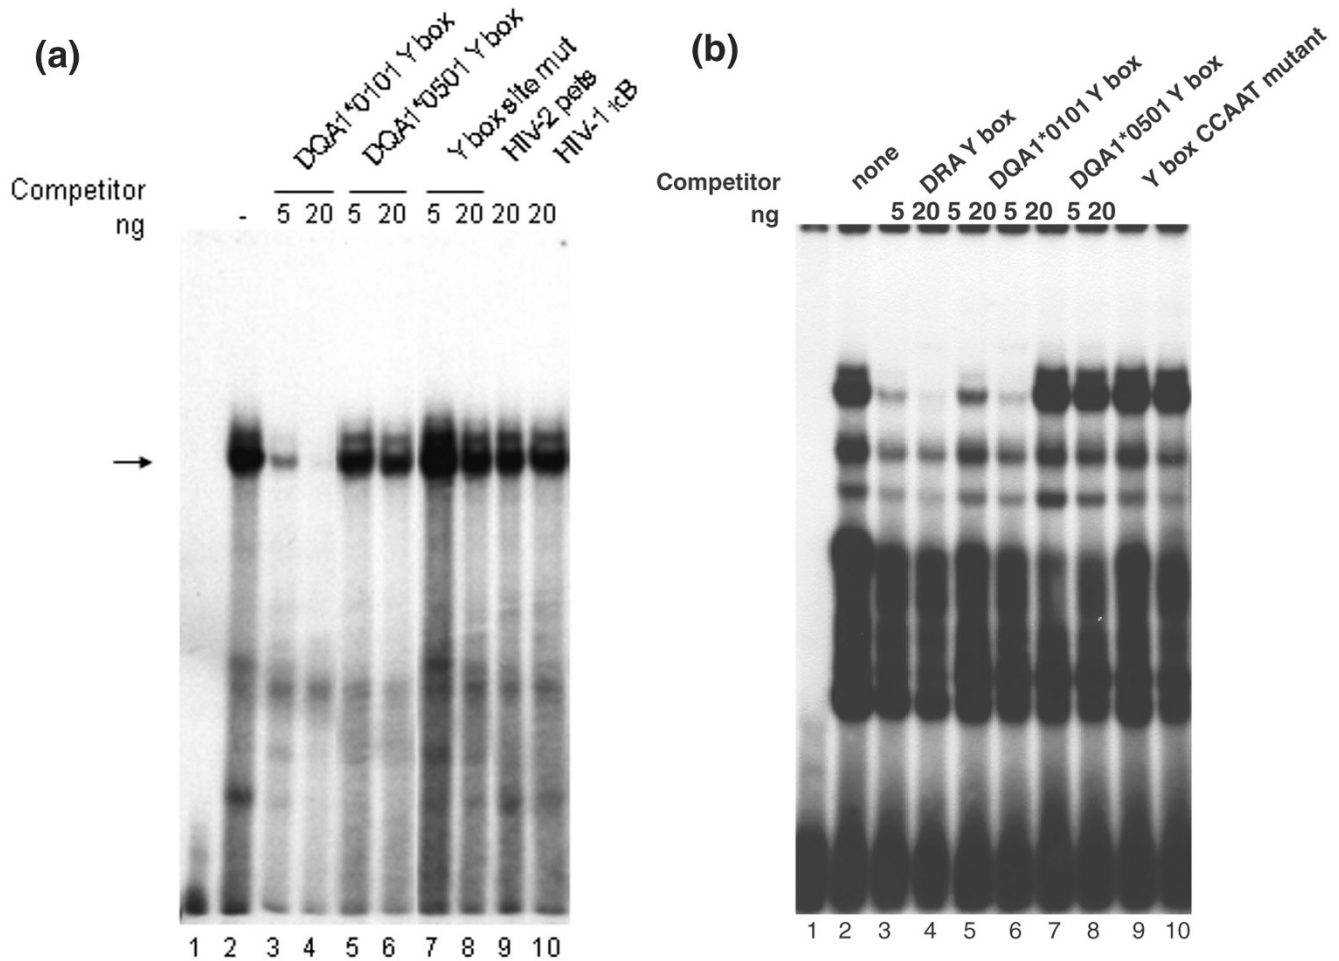 (a)
DQA1*0101 Y box
DQA1*0501 Y box
Y box site mut
HIV-2 pets
HIV-1 κB
Competitor
ng
- 5 20 5 20 5 20 20 20
1 2 3 4 5 6 7 8 9 10
(b)
none
DRA Y box
DQA1*0101 Y box
DQA1*0501 Y box
Y box CCAAT mutant
Competitor
ng
5 20 5 20 5 20 5 20
1 2 3 4 5 6 7 8 9 10